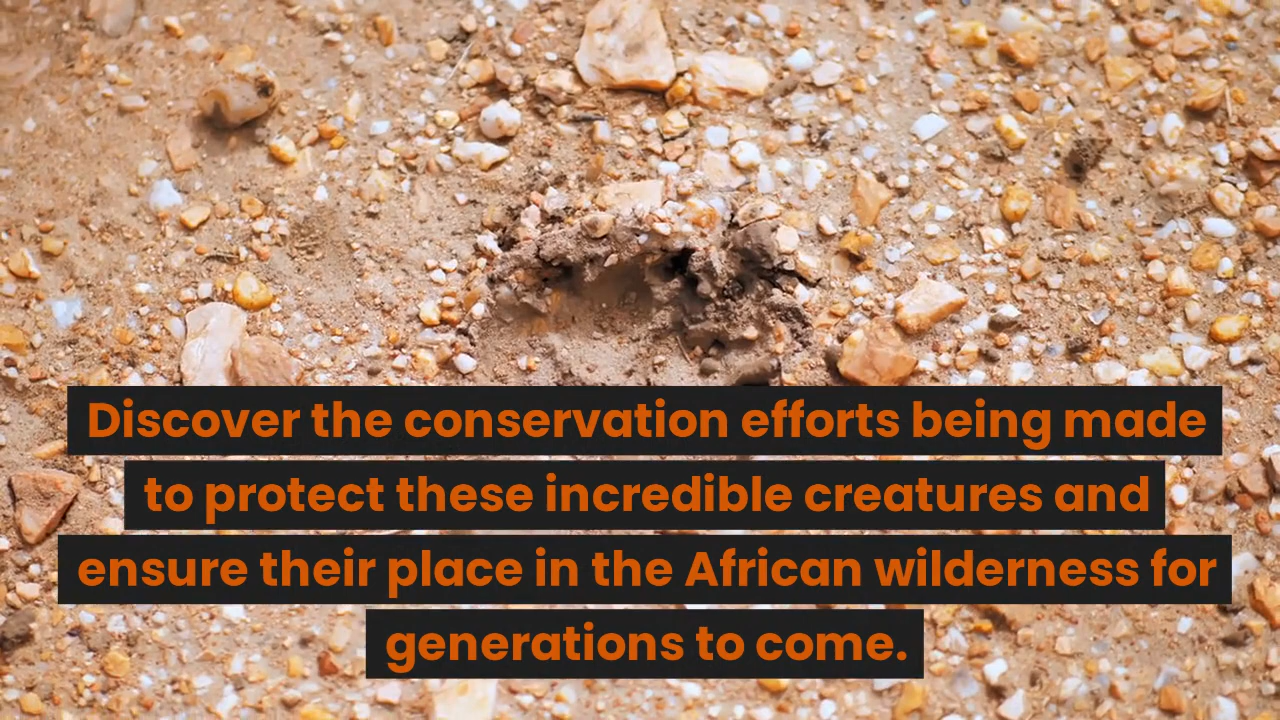 Discover the conservation efforts being made
to protect these incredible creatures and
ensure their place in the African wilderness for
generations to come.